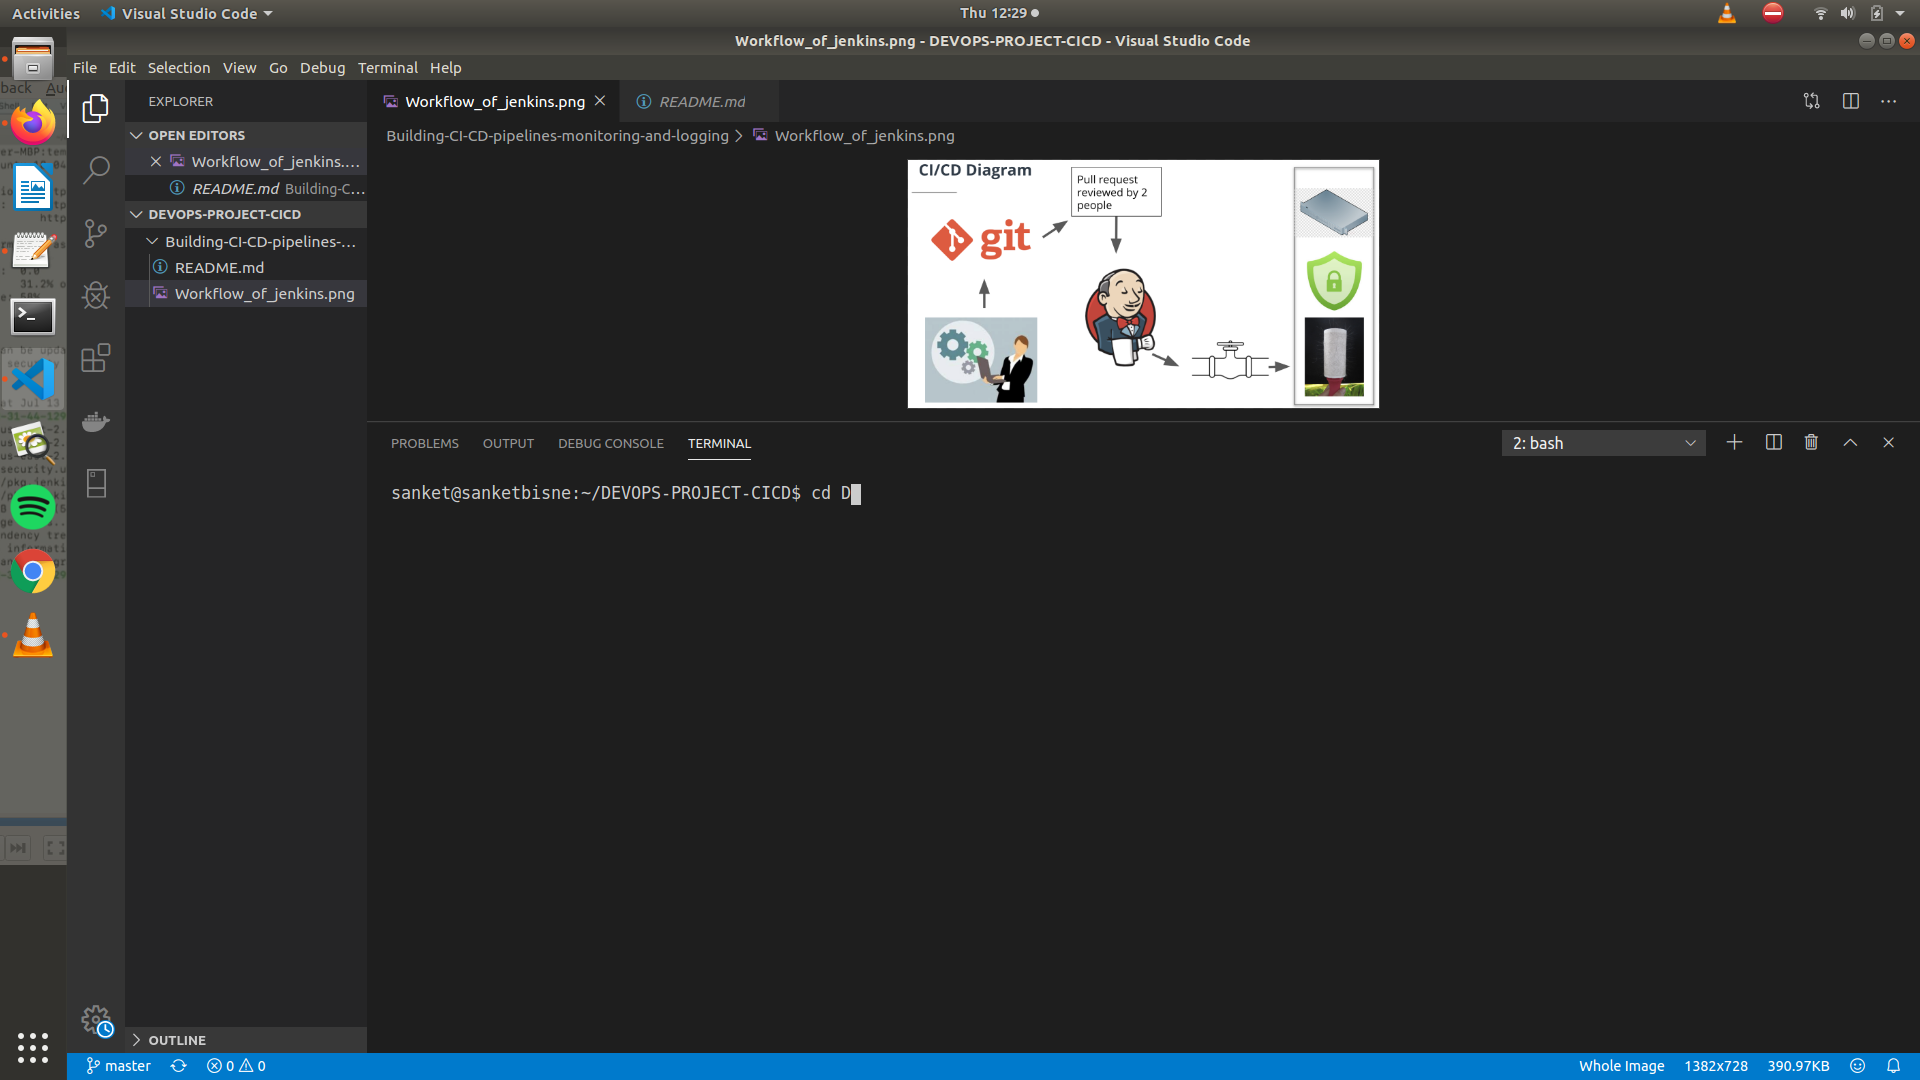 Activities
Visual Studio Code
Thu 12:29
Workflow_of_jenkins.png - DEVOPS-PROJECT-CICD - Visual Studio Code
File Edit Selection View Go Debug Terminal Help
EXPLORER
OPEN EDITORS
Workflow_of_jenkins....
README.md Building-C...
DEVOPS-PROJECT-CICD
Building-CI-CD-pipelines-...
README.md
Workflow_of_jenkins.png
OUTLINE
Workflow_of_jenkins.png
README.md
Building-CI-CD-pipelines-monitoring-and-logging > Workflow_of_jenkins.png
CI/CD Diagram
Pull request
reviewed by 2
people
git
PROBLEMS OUTPUT DEBUG CONSOLE TERMINAL
2: bash
sanket@sanketbisne:~/DEVOPS-PROJECT-CICD$ cd D
master
0 0
Whole Image
1382x728
390.97KB